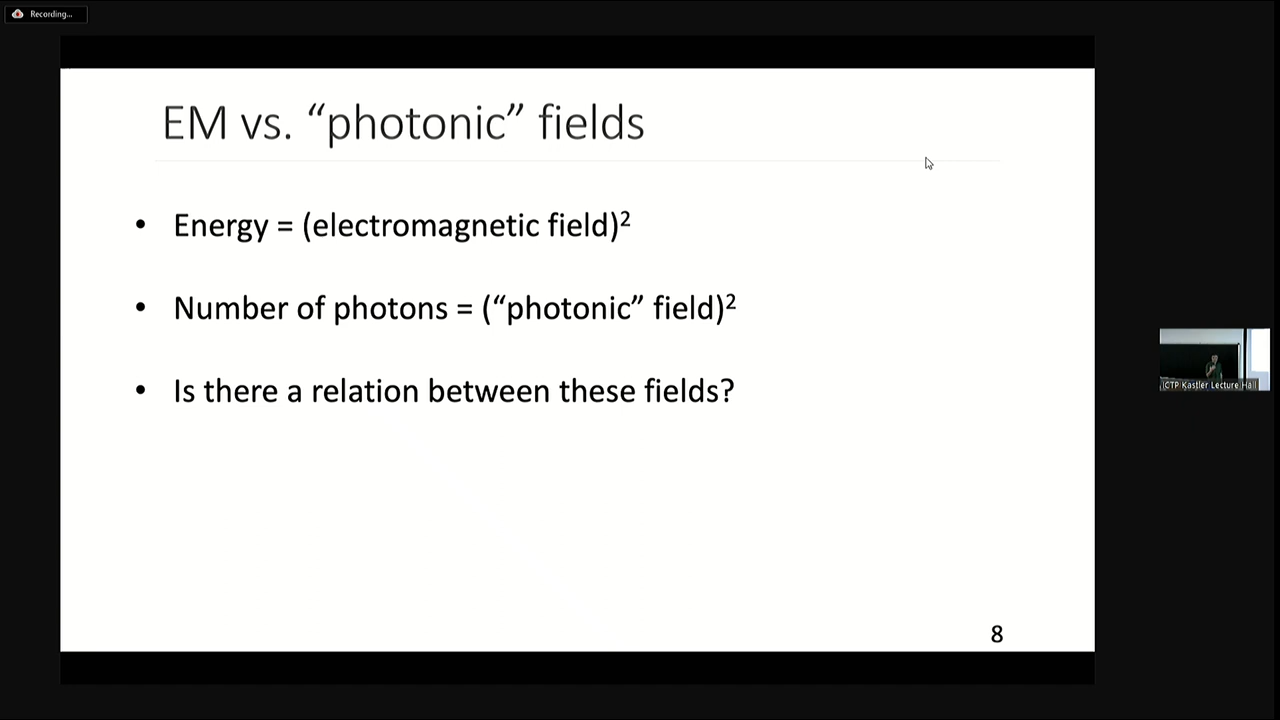 Recording...
EM vs. “photonic” fields
• Energy = (electromagnetic field)²
• Number of photons = (“photonic” field)²
• Is there a relation between these fields?
ICTP Kastler Lecture Hall
8